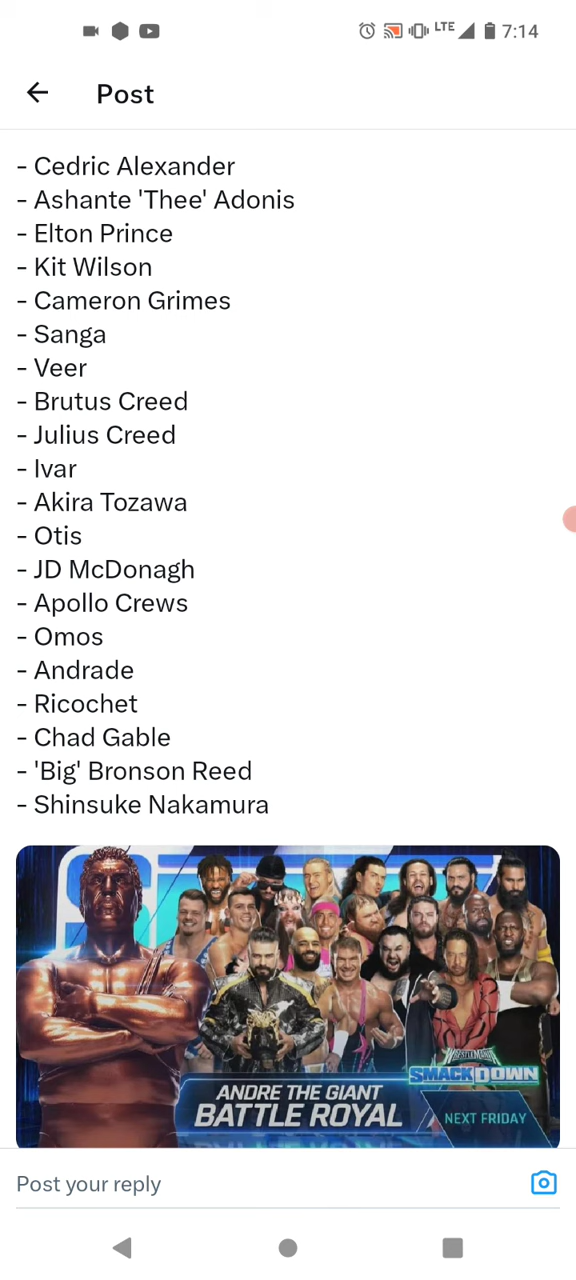 LTE 7:14
Post
- Cedric Alexander
- Ashante 'Thee' Adonis
- Elton Prince
- Kit Wilson
- Cameron Grimes
- Sanga
- Veer
- Brutus Creed
- Julius Creed
- Ivar
- Akira Tozawa
- Otis
- JD McDonagh
- Apollo Crews
- Omos
- Andrade
- Ricochet
- Chad Gable
- 'Big' Bronson Reed
- Shinsuke Nakamura
WRESTLEMANIA
SMACKDOWN
ANDRE THE GIANT
BATTLE ROYAL
NEXT FRIDAY
Post your reply